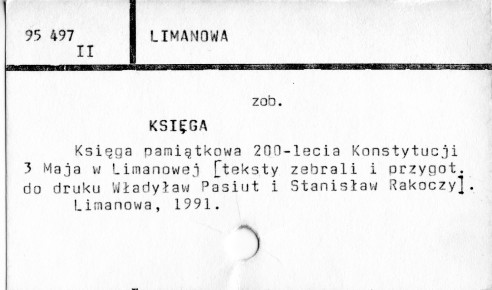 95 497
II
LIMANOWA
zob.
KSIĘGA
Księga pamiątkowa 200-lecia Konstytucji
3 Maja w Limanowej [teksty zebrali i przygot.
do druku Władyław Pasiut i Stanisław Rakoczy].
Limanowa, 1991.